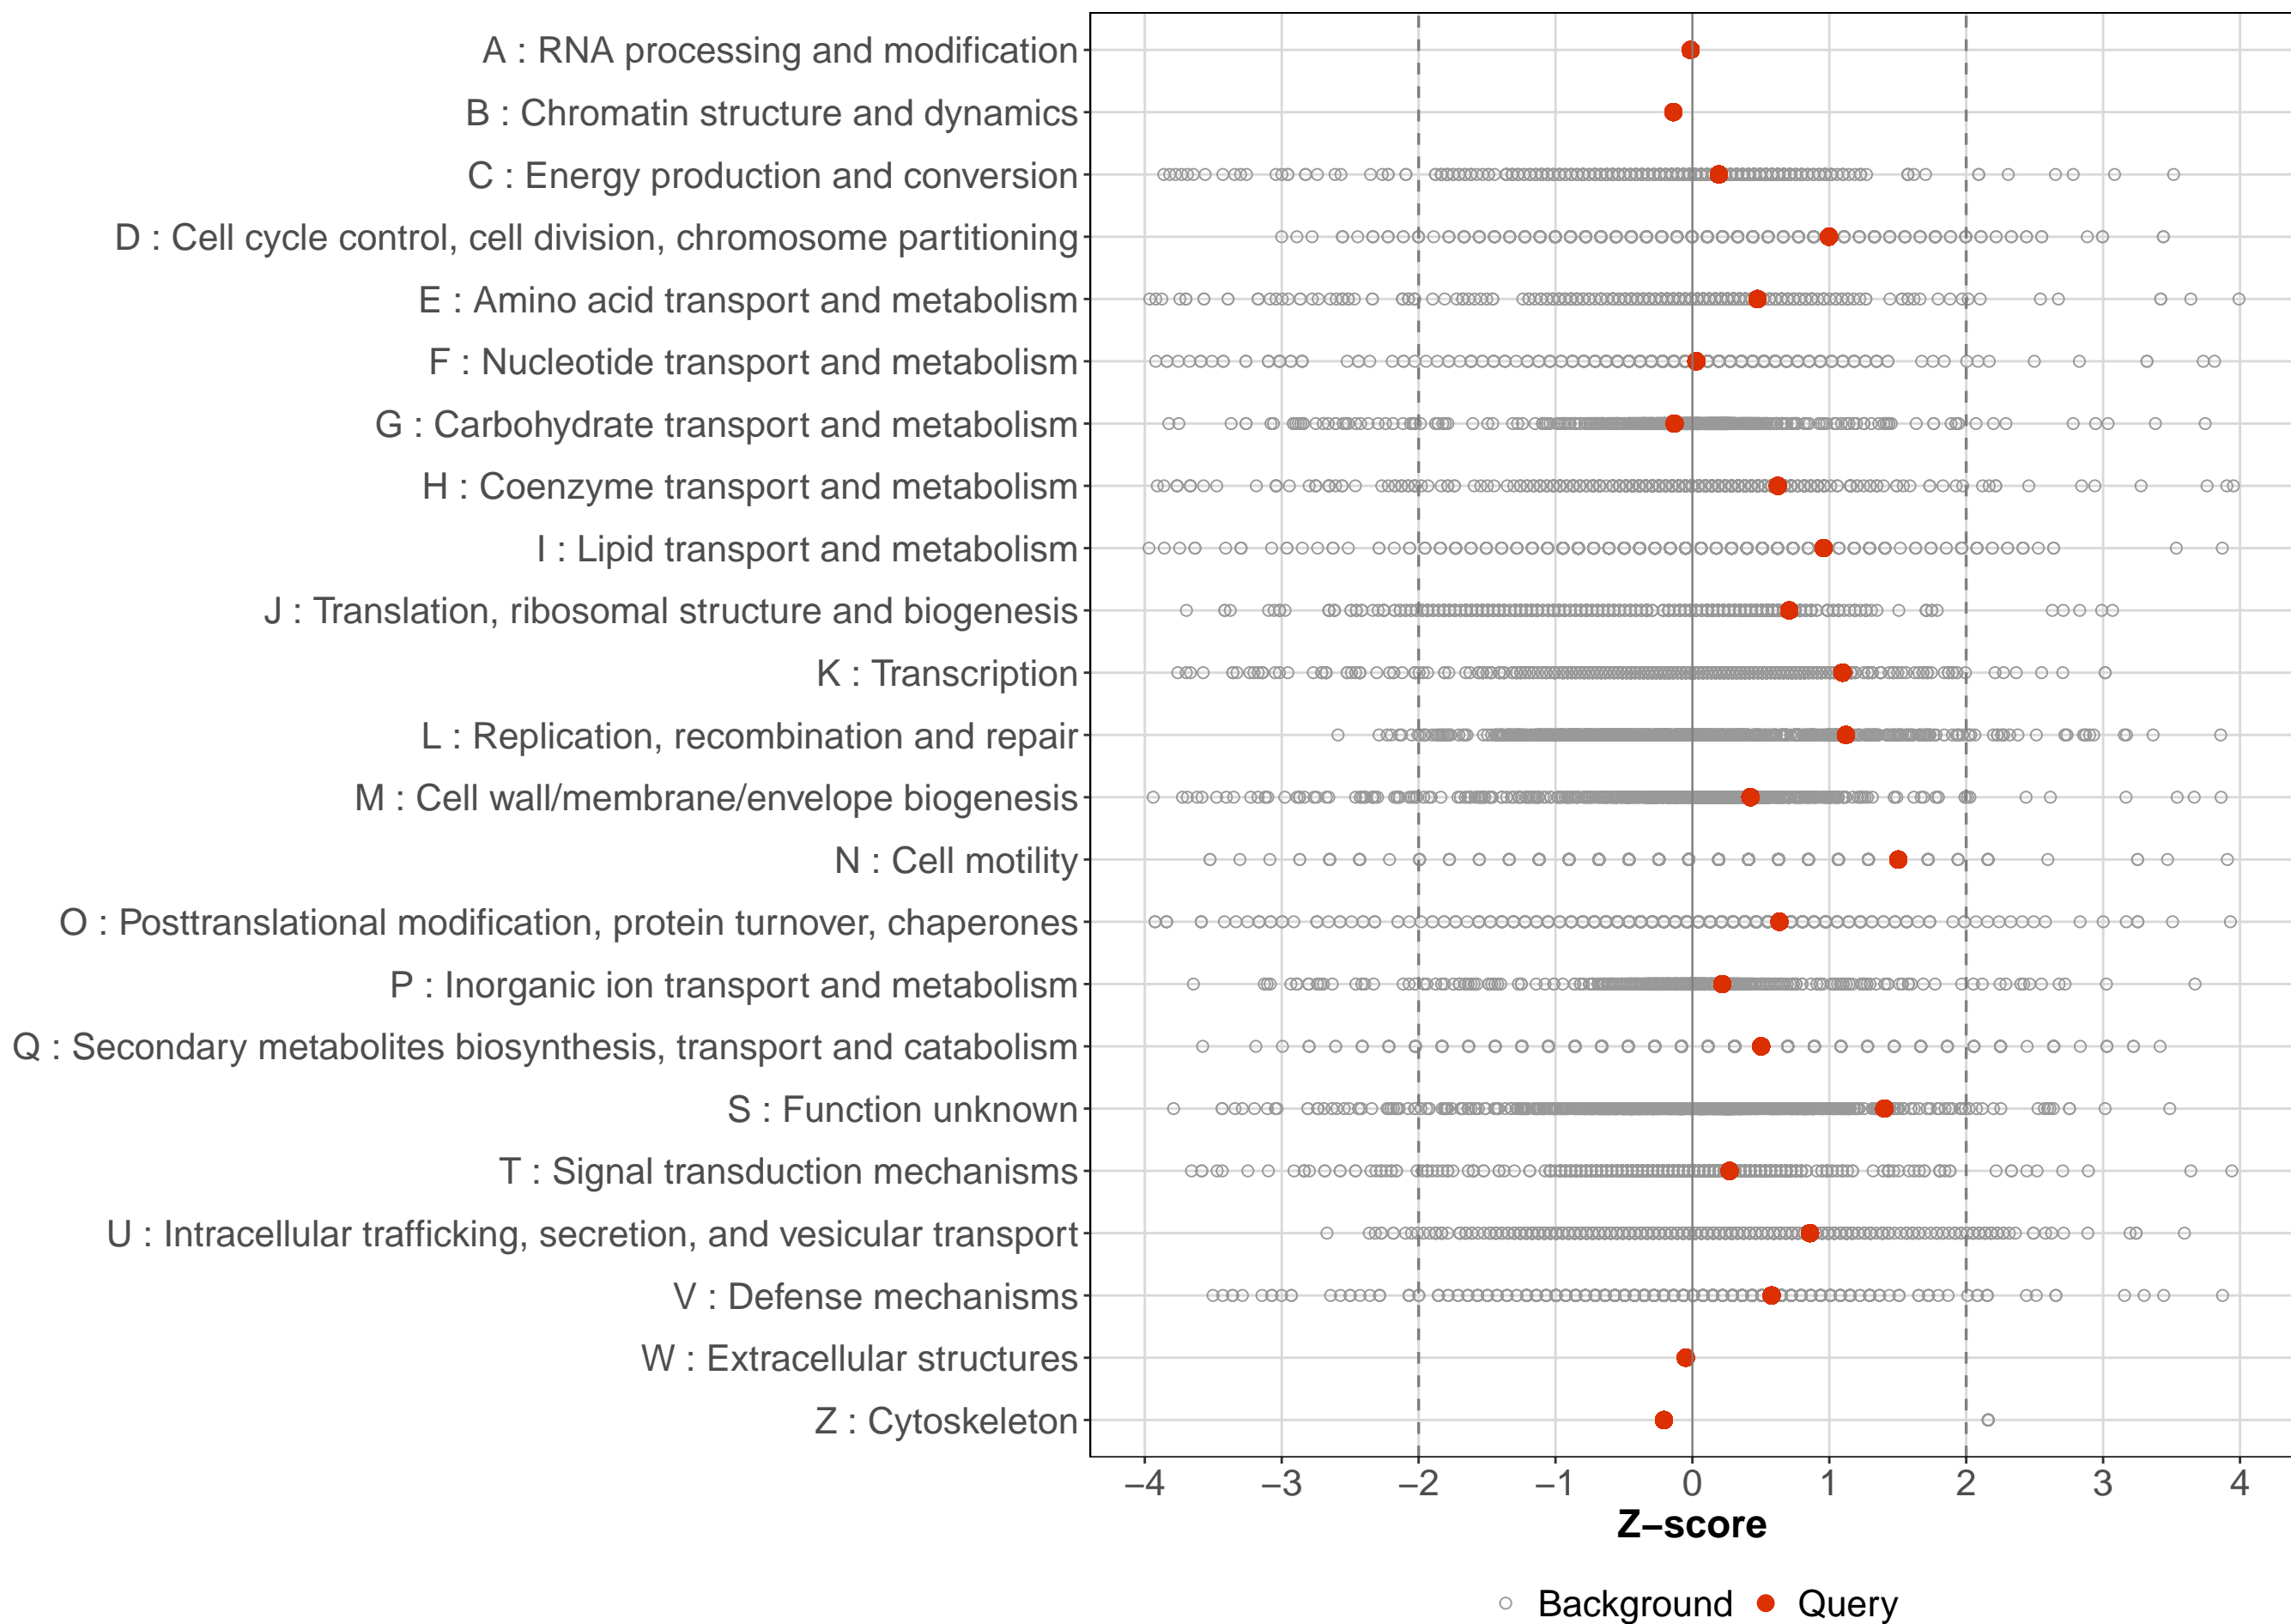 A : RNA processing and modification
B : Chromatin structure and dynamics
C : Energy production and conversion
D : Cell cycle control, cell division, chromosome partitioning
E : Amino acid transport and metabolism
F : Nucleotide transport and metabolism
G : Carbohydrate transport and metabolism
H : Coenzyme transport and metabolism
I : Lipid transport and metabolism
J : Translation, ribosomal structure and biogenesis
K : Transcription
L : Replication, recombination and repair
M : Cell wall/membrane/envelope biogenesis
N : Cell motility
O : Posttranslational modification, protein turnover, chaperones
P : Inorganic ion transport and metabolism
Q : Secondary metabolites biosynthesis, transport and catabolism
S : Function unknown
T : Signal transduction mechanisms
U : Intracellular trafficking, secretion, and vesicular transport
V : Defense mechanisms
W : Extracellular structures
Z : Cytoskeleton
−4 −3 −2 −1 0 1 2 3 4
Z−score
Background Query